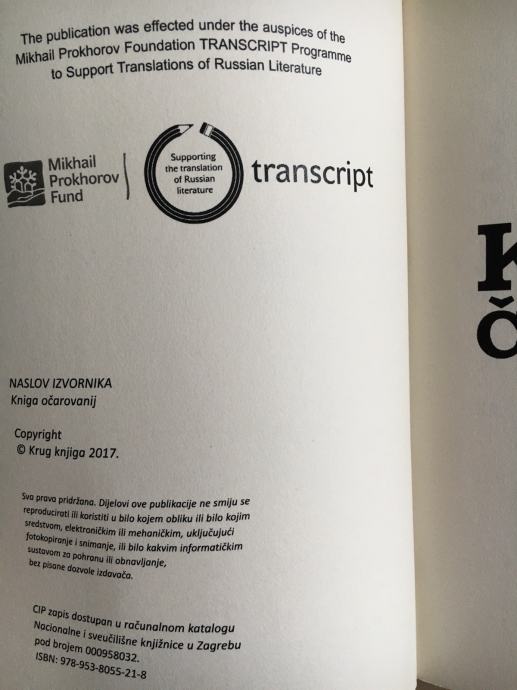 The publication was effected under the auspices of the
Mikhail Prokhorov Foundation TRANSCRIPT Programme
to Support Translations of Russian Literature
Mikhail
Prokhorov
Fund
Supporting
the translation
of Russian
literature
transcript
NASLOV IZVORNIKA
Kniga očarovanij
Copyright
© Krug knjiga 2017.
Sva prava pridržana. Dijelovi ove publikacije ne smiju se
reproducirati ili koristiti u bilo kojem obliku ili bilo kojim
sredstvom, elektroničkim ili mehaničkim, uključujući
fotokopiranje i snimanje, ili bilo kakvim informatičkim
sustavom za pohranu ili obnavljanje,
bez pisane dozvole izdavača.
CIP zapis dostupan u računalnom katalogu
Nacionalne i sveučilišne knjižnice u Zagrebu
pod brojem 000958032.
ISBN: 978-953-8055-21-8
K
Č